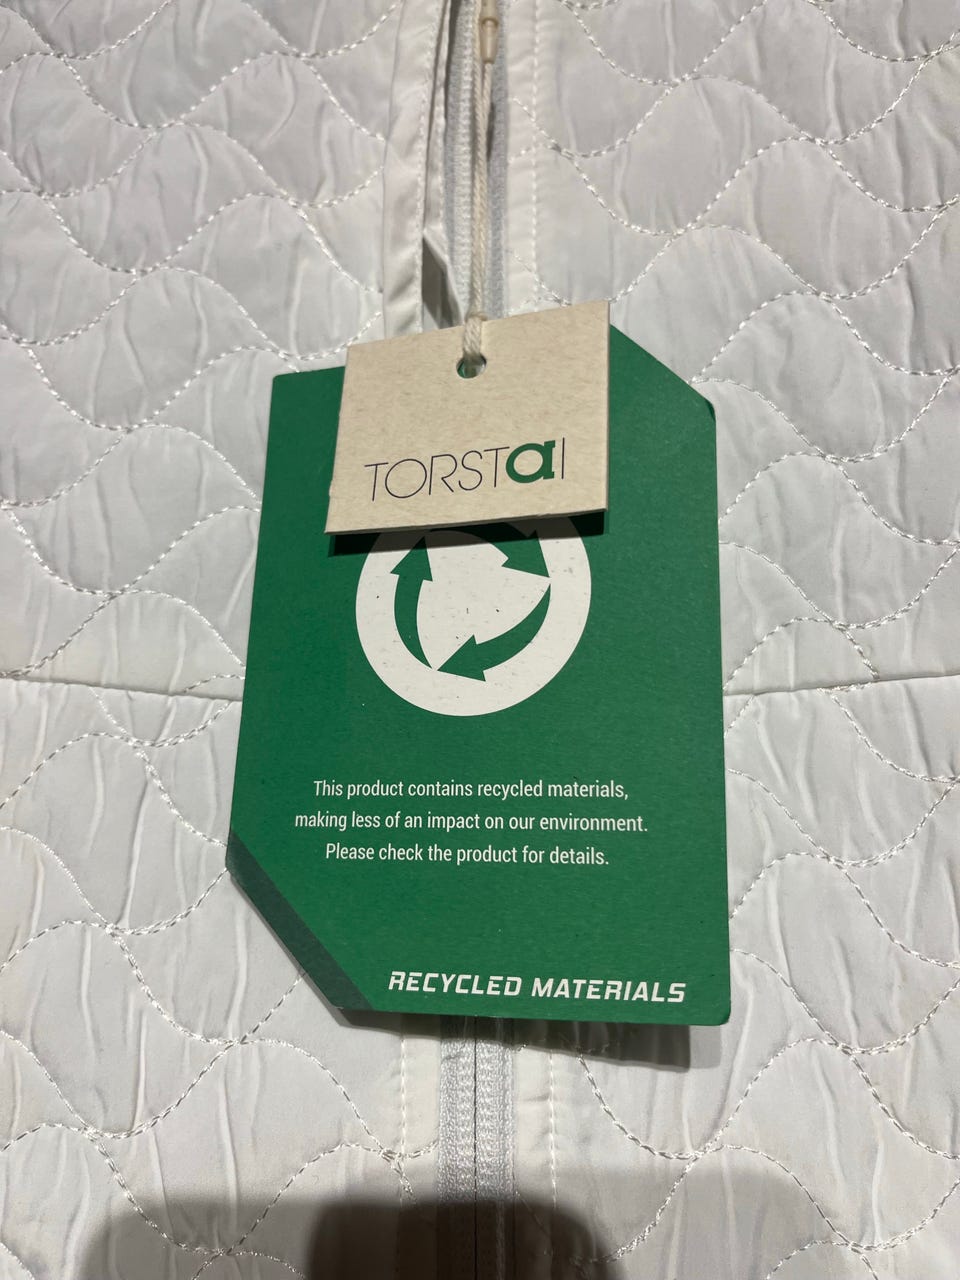 TORSTaI
This product contains recycled materials,
making less of an impact on our environment.
Please check the product for details.
RECYCLED MATERIALS